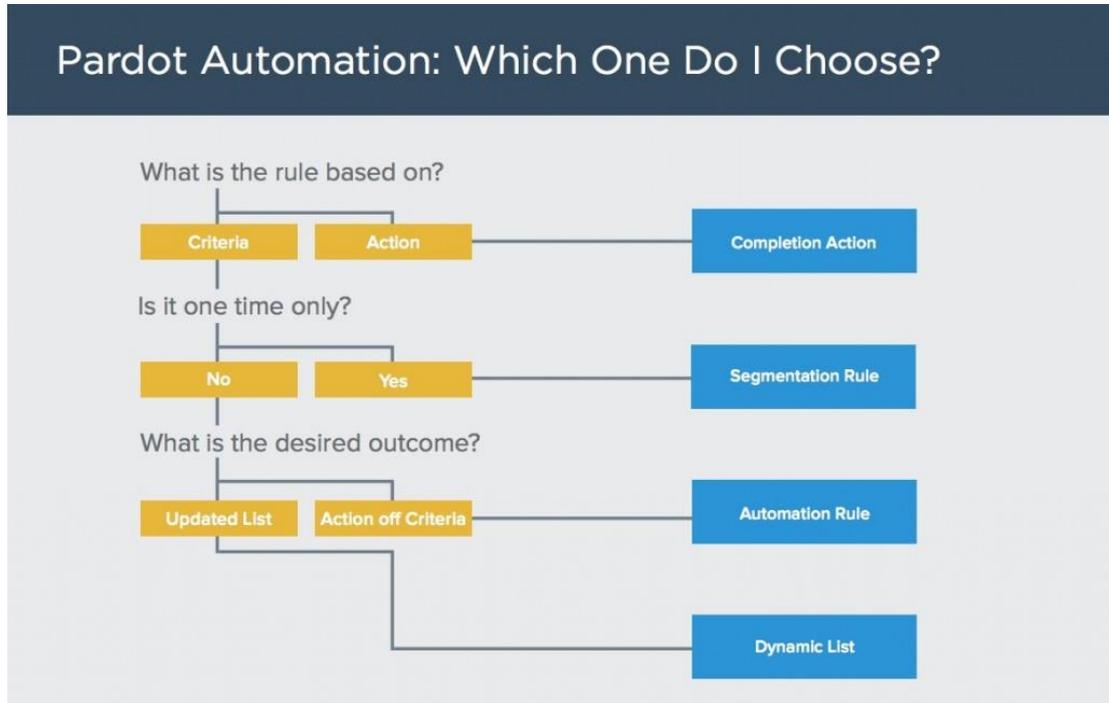 Pardot Automation: Which One Do I Choose?
What is the rule based on?
Criteria
Action
Completion Action
Is it one time only?
No
Yes
Segmentation Rule
What is the desired outcome?
Updated List
Action off Criteria
Automation Rule
Dynamic List